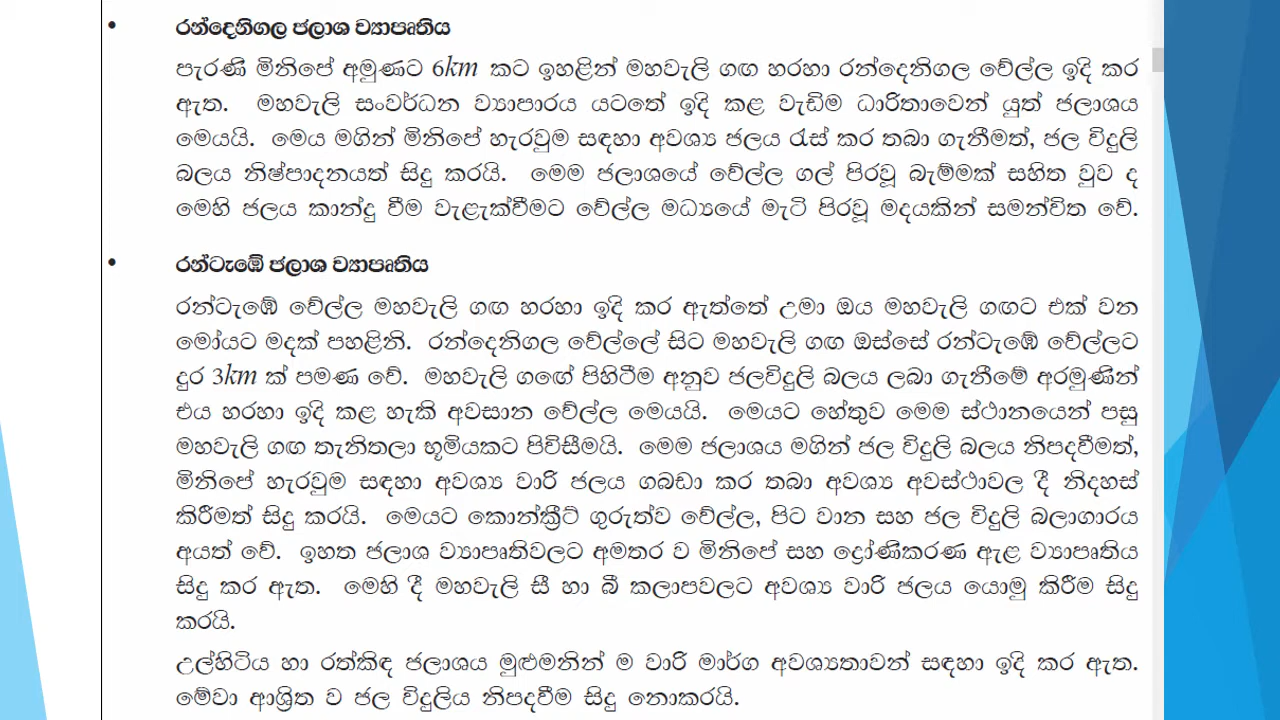 • රන්දෙනිගල ජලාශ ව්‍යාපෘතිය
පැරණි මිනිපේ අමුණට 6km කට ඉහළින් මහවැලි ගඟ හරහා රන්දෙනිගල වේල්ල ඉදි කර
ඇත. මහවැලි සංවර්ධන ව්‍යාපාරය යටතේ ඉදි කළ වැඩිම ධාරිතාවෙන් යුත් ජලාශය
මෙයයි. මෙය මගින් මිනිපේ හැරවුම සඳහා අවශ්‍ය ජලය රැස් කර තබා ගැනීමත්, ජල විදුලි
බලය නිෂ්පාදනයත් සිදු කරයි. මෙම ජලාශයේ වේල්ල ගල් පිරවූ බැම්මක් සහිත වුව ද
මෙහි ජලය කාන්දු වීම වැළැක්වීමට වේල්ල මධ්‍යයේ මැටි පිරවූ මදයකින් සමන්විත වේ.
• රන්ටැඹේ ජලාශ ව්‍යාපෘතිය
රන්ටැඹේ වේල්ල මහවැලි ගඟ හරහා ඉදි කර ඇත්තේ උමා ඔය මහවැලි ගඟට එක් වන
මෝයට මදක් පහළිනි. රන්දෙනිගල වේල්ලේ සිට මහවැලි ගඟ ඔස්සේ රන්ටැඹේ වේල්ලට
දුර 3km ක් පමණ වේ. මහවැලි ගඟේ පිහිටීම අනුව ජලවිදුලි බලය ලබා ගැනීමේ අරමුණින්
එය හරහා ඉදි කළ හැකි අවසාන වේල්ල මෙයයි. මෙයට හේතුව මෙම ස්ථානයෙන් පසු
මහවැලි ගඟ තැනිතලා භූමියකට පිවිසීමයි. මෙම ජලාශය මගින් ජල විදුලි බලය නිපදවීමත්,
මිනිපේ හැරවුම සඳහා අවශ්‍ය වාරි ජලය ගබඩා කර තබා අවශ්‍ය අවස්ථාවල දී නිදහස්
කිරීමත් සිදු කරයි. මෙයට කොන්ක්‍රීට් ගුරුත්ව වේල්ල, පිට වාන සහ ජල විදුලි බලාගාරය
අයත් වේ. ඉහත ජලාශ ව්‍යාපෘතිවලට අමතර ව මිනිපේ සහ ද්‍රෝණිකරණ ඇළ ව්‍යාපෘතිය
සිදු කර ඇත. මෙහි දී මහවැලි සී හා බී කලාපවලට අවශ්‍ය වාරි ජලය යොමු කිරීම සිදු
කරයි.
උල්හිටිය හා රත්කිඳ ජලාශය මුළුමනින් ම වාරි මාර්ග අවශ්‍යතාවන් සඳහා ඉදි කර ඇත.
මේවා ආශ්‍රිත ව ජල විදුලිය නිපදවීම සිදු නොකරයි.